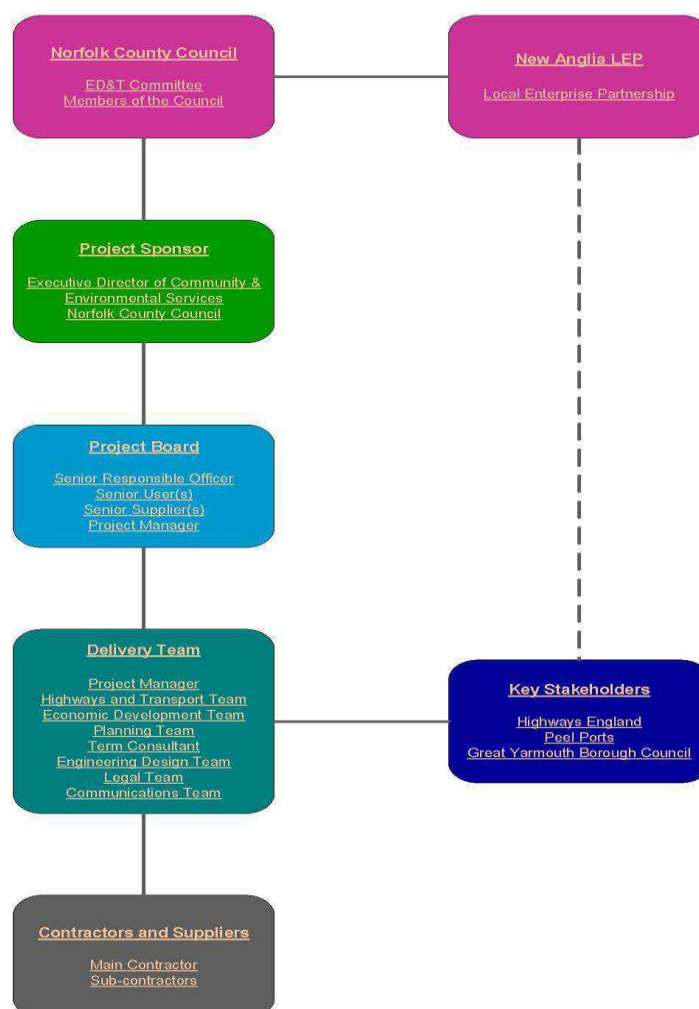 Norfolk County Council
ED&T Committee
Members of the Council
New Anglia LEP
Local Enterprise Partnership
Project Sponsor
Executive Director of Community &
Environmental Services
Norfolk County Council
Project Board
Senior Responsible Officer
Senior User(s)
Senior Supplier(s)
Project Manager
Delivery Team
Project Manager
Highways and Transport Team
Economic Development Team
Planning Team
Term Consultant
Engineering Design Team
Legal Team
Communications Team
Key Stakeholders
Highways England
Peel Ports
Great Yarmouth Borough Council
Contractors and Suppliers
Main Contractor
Sub-contractors